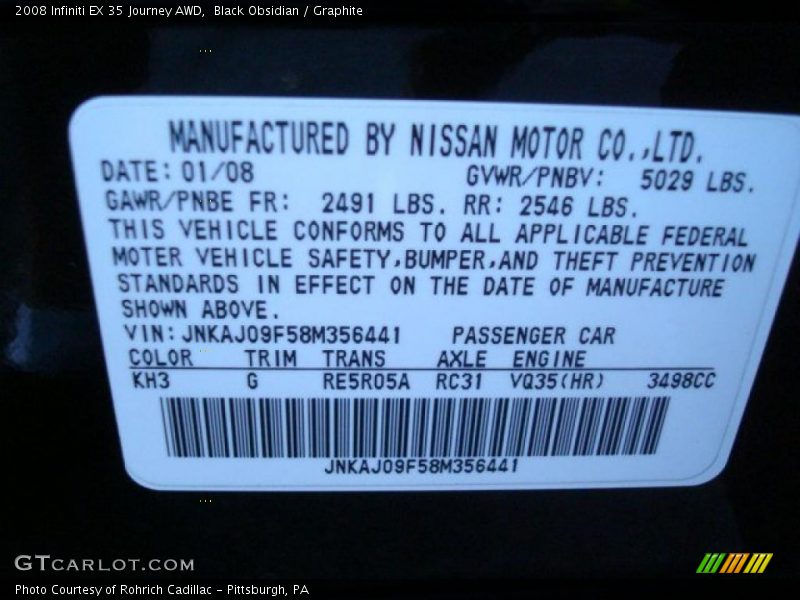 2008 Infiniti EX 35 Journey AWD,  Black Obsidian / Graphite
MANUFACTURED BY NISSAN MOTOR CO.,LTD.
DATE: 01/08 GVWR/PNBV: 5029 LBS.
GAWR/PNBE FR: 2491 LBS. RR: 2546 LBS.
THIS VEHICLE CONFORMS TO ALL APPLICABLE FEDERAL
MOTER VEHICLE SAFETY,BUMPER,AND THEFT PREVENTION
STANDARDS IN EFFECT ON THE DATE OF MANUFACTURE
SHOWN ABOVE.
VIN: JNKAJ09F58M356441 PASSENGER CAR
COLOR TRIM TRANS AXLE ENGINE
KH3 G RE5R05A RC31 VQ35(HR) 3498CC
JNKAJ09F58M356441
GTCARLOT.COM
Photo Courtesy of Rohrich Cadillac - Pittsburgh, PA